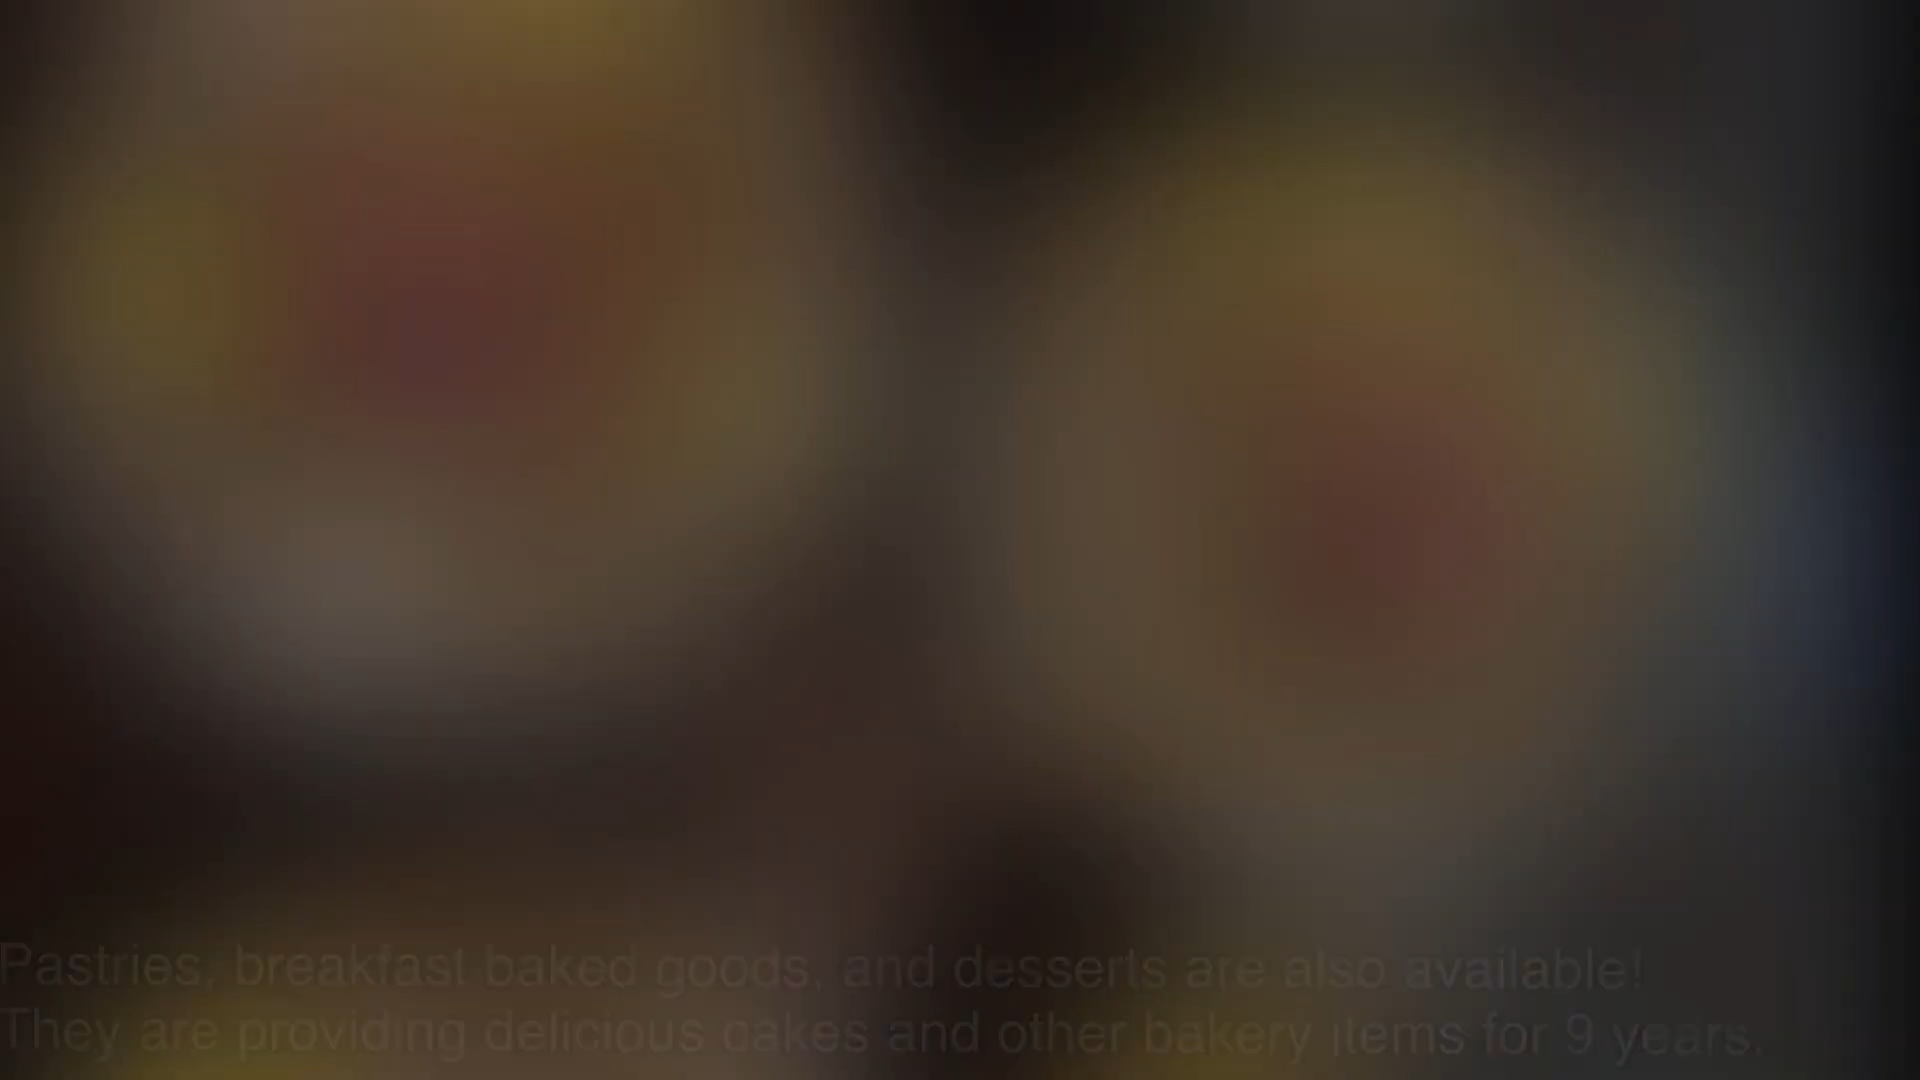 Pastries, breakfast baked goods, and desserts are also available!
They are providing delicious cakes and other bakery items for 9 years.